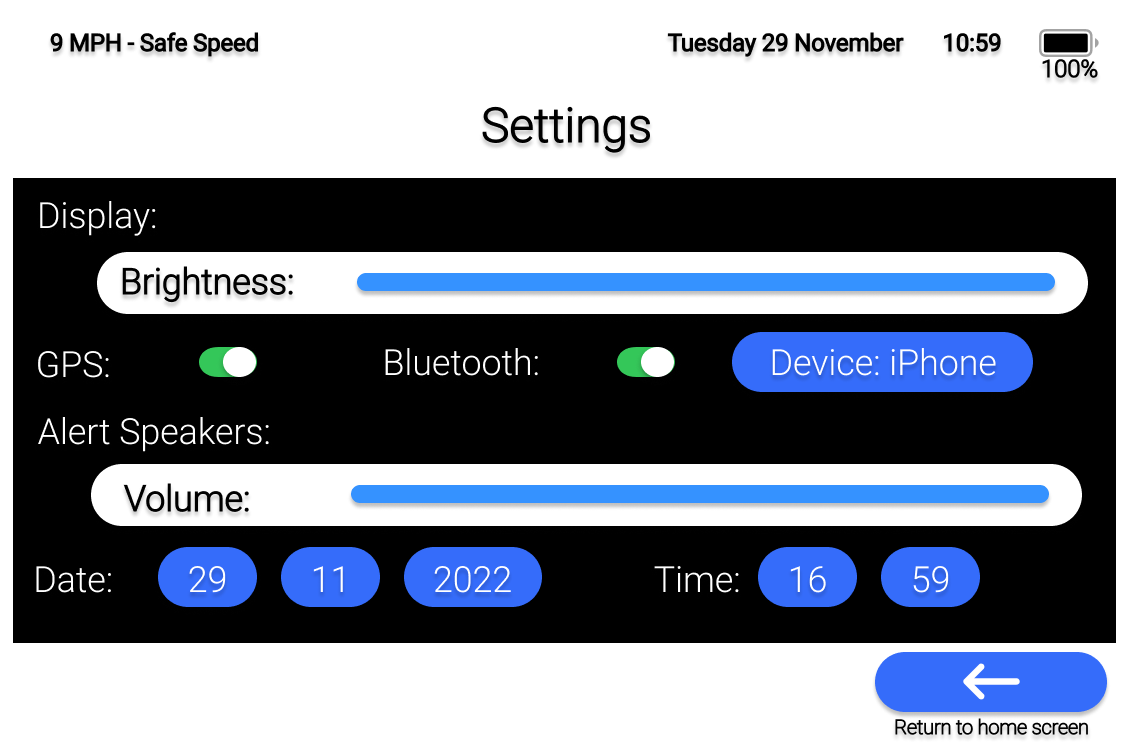 9 MPH - Safe Speed Tuesday 29 November 10:59
100%
Settings
Display:
Brightness:
GPS: Bluetooth: Device: iPhone
Alert Speakers:
Volume:
Date: 29 11 2022 Time: 16 59
Return to home screen